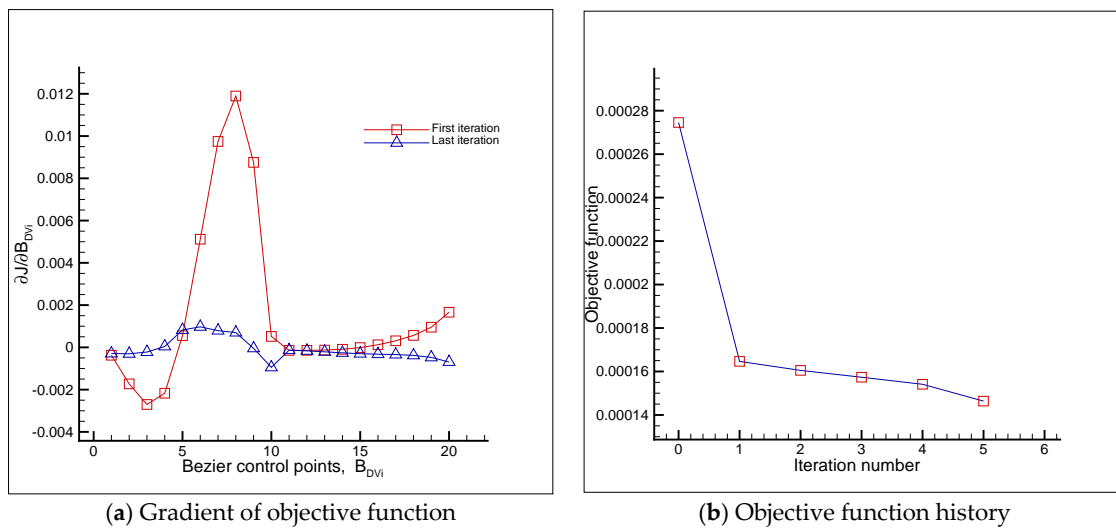 0.012
0.01
0.008
0.006
0.004
0.002
0
-0.002
-0.004
∂J/∂B_DVi
First iteration
Last iteration
0 5 10 15 20
Bezier control points, B_DVi
(a) Gradient of objective function
0.00028
0.00026
0.00024
0.00022
0.0002
0.00018
0.00016
0.00014
Objective function
0 1 2 3 4 5 6
Iteration number
(b) Objective function history